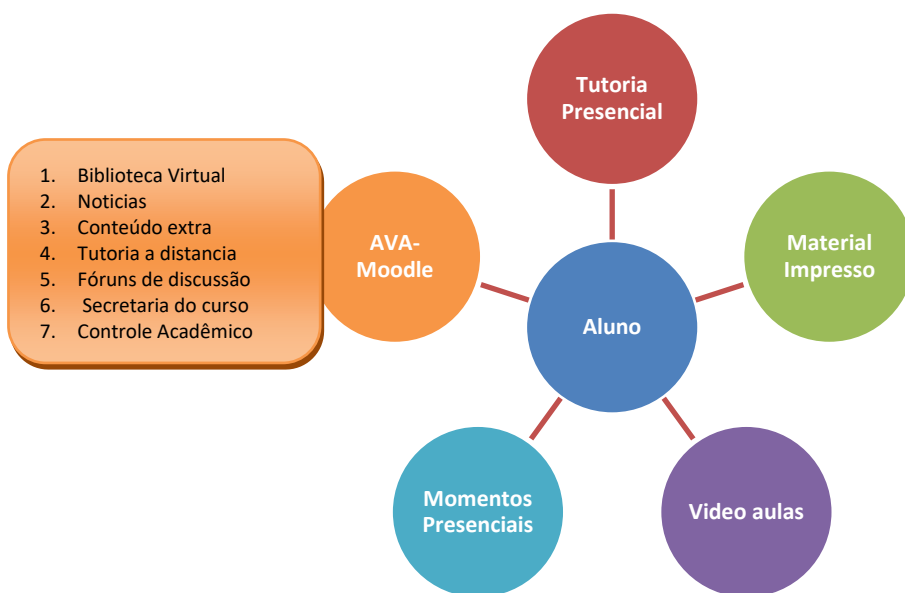 Tutoria
Presencial
1. Biblioteca Virtual
2. Noticias
3. Conteúdo extra
4. Tutoria a distancia
5. Fóruns de discussão
6. Secretaria do curso
7. Controle Acadêmico
AVA-
Moodle
Material
Impresso
Aluno
Momentos
Presenciais
Video aulas